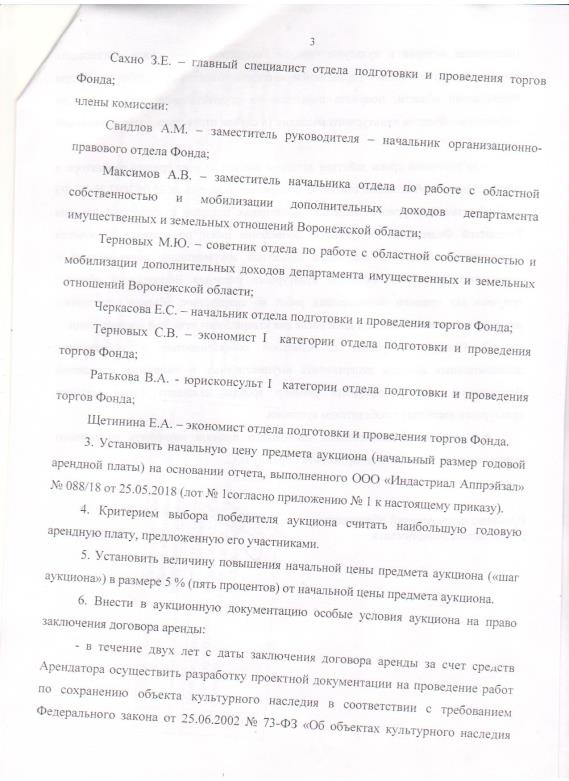 3
Сахно З.Е. – главный специалист отдела подготовки и проведения торгов
Фонда;
члены комиссии:
Свидлов А.М. – заместитель руководителя – начальник организационно-
правового отдела Фонда;
Максимов А.В. – заместитель начальника отдела по работе с областной
собственностью и мобилизации дополнительных доходов департамента
имущественных и земельных отношений Воронежской области;
Терновых М.Ю. – советник отдела по работе с областной собственностью и
мобилизации дополнительных доходов департамента имущественных и земельных
отношений Воронежской области;
Черкасова Е.С. – начальник отдела подготовки и проведения торгов Фонда;
Терновых С.В. – экономист I категории отдела подготовки и проведения
торгов Фонда;
Ратькова В.А. - юрисконсульт I категории отдела подготовки и проведения
торгов Фонда;
Щетинина Е.А. – экономист отдела подготовки и проведения торгов Фонда.
3. Установить начальную цену предмета аукциона (начальный размер годовой
арендной платы) на основании отчета, выполненного ООО «Индастриал Аппрэйзал»
№ 088/18 от 25.05.2018 (лот № 1согласно приложению № 1 к настоящему приказу).
4. Критерием выбора победителя аукциона считать наибольшую годовую
арендную плату, предложенную его участниками.
5. Установить величину повышения начальной цены предмета аукциона («шаг
аукциона») в размере 5 % (пять процентов) от начальной цены предмета аукциона.
6. Внести в аукционную документацию особые условия аукциона на право
заключения договора аренды:
- в течение двух лет с даты заключения договора аренды за счет средств
Арендатора осуществить разработку проектной документации на проведение работ
по сохранению объекта культурного наследия в соответствии с требованием
Федерального закона от 25.06.2002 № 73-ФЗ «Об объектах культурного наследия